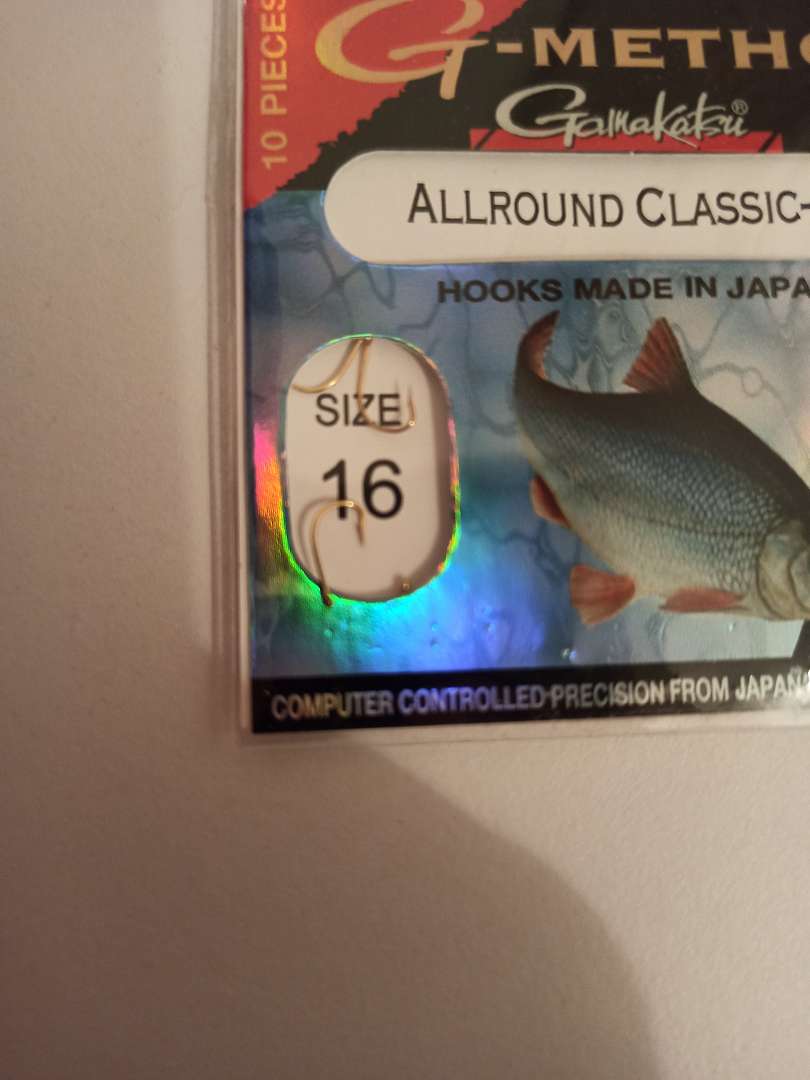 10 PIECES
G-METHO
Gamakatsu®
ALLROUND CLASSIC-
HOOKS MADE IN JAPA
SIZE
16
COMPUTER CONTROLLED PRECISION FROM JAPAN